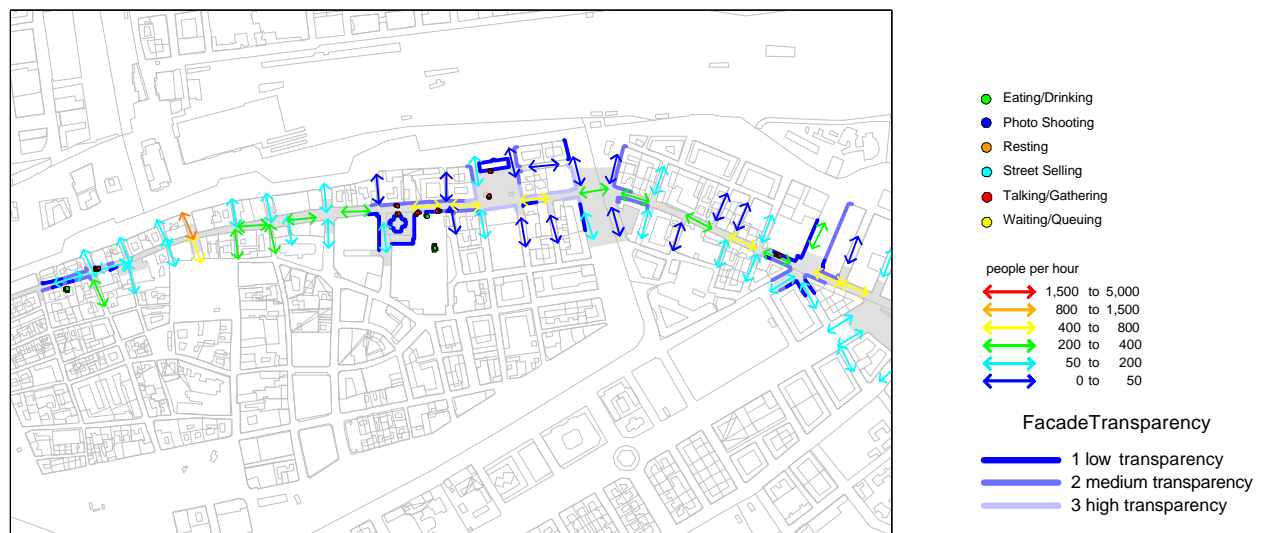 Eating/Drinking
Photo Shooting
Resting
Street Selling
Talking/Gathering
Waiting/Queuing
people per hour
1,500 to 5,000
800 to 1,500
400 to 800
200 to 400
50 to 200
0 to 50
FacadeTransparency
1 low transparency
2 medium transparency
3 high transparency